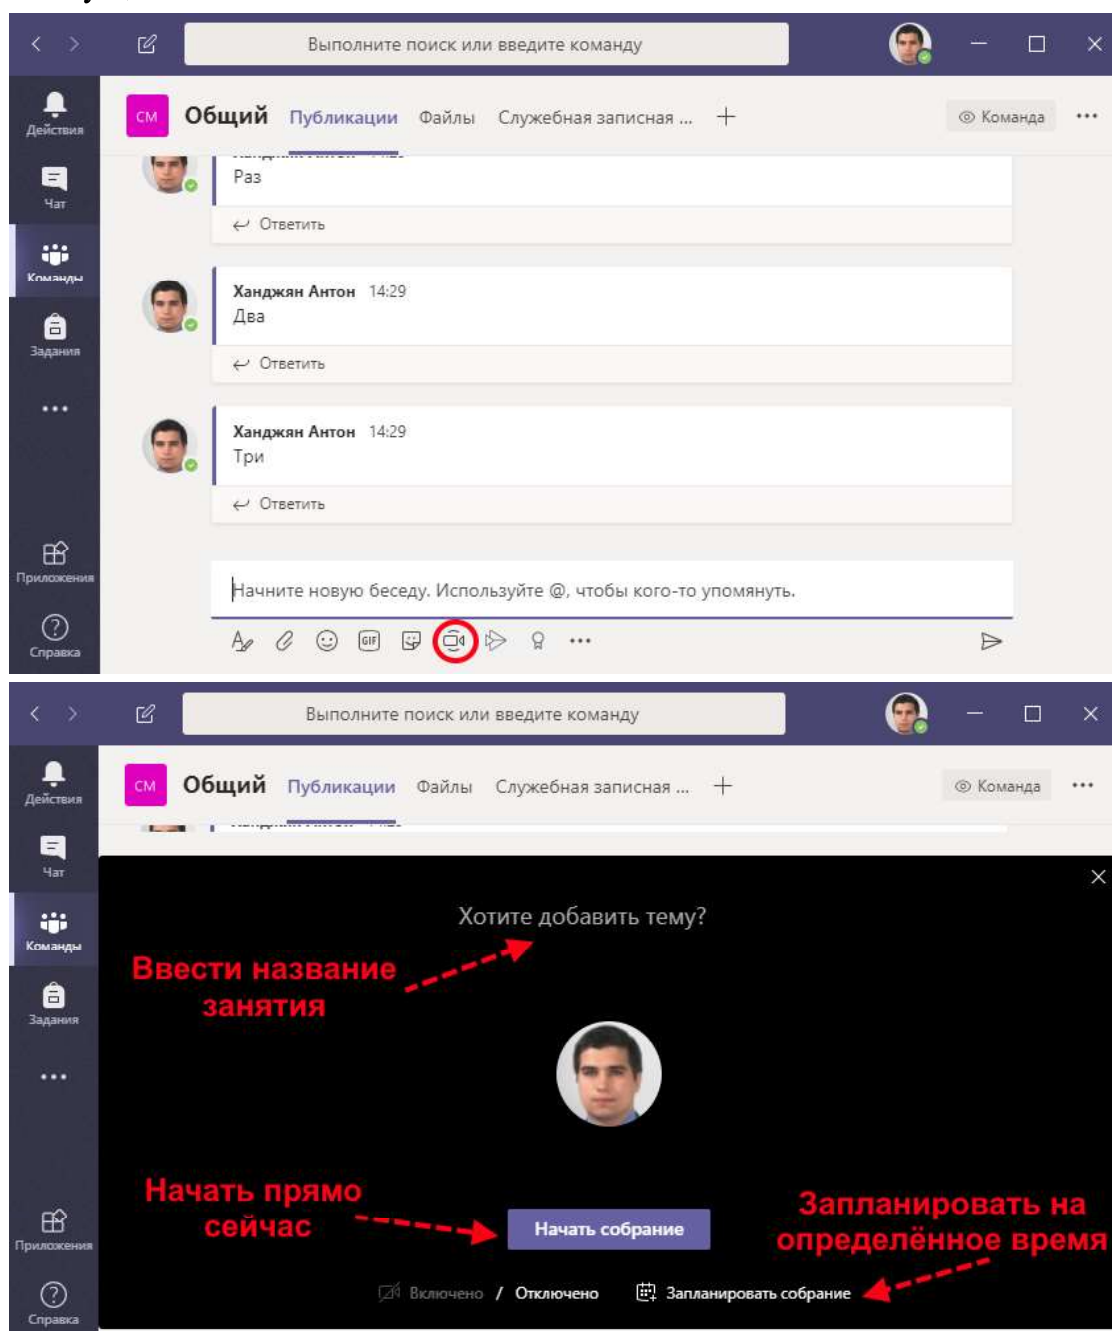 Выполните поиск или введите команду
Действия
СМ Общий Публикации Файлы Служебная записная ... + Команда ...
Чат
Раз
Ответить
Команды
Ханджян Антон 14:29
Два
Ответить
Задания
Ханджян Антон 14:29
Три
Ответить
Приложения
Начните новую беседу. Используйте @, чтобы кого-то упомянуть.
GIF
Справка
Выполните поиск или введите команду
Действия
СМ Общий Публикации Файлы Служебная записная ... + Команда ...
Чат
Хотите добавить тему?
Команды
Ввести название
занятия
Задания
Начать прямо
сейчас
Начать собрание
Запланировать на
определённое время
Приложения
Включено / Отключено Запланировать собрание
Справка